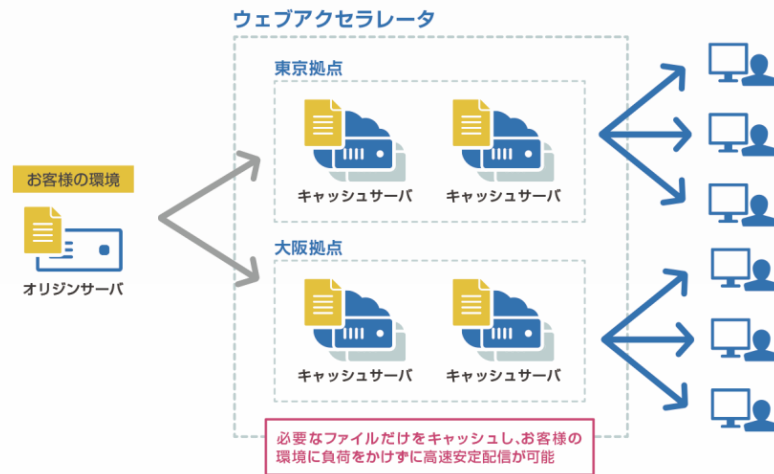 ウェブアクセラレータ
東京拠点
キャッシュサーバ
キャッシュサーバ
お客様の環境
オリジンサーバ
大阪拠点
キャッシュサーバ
キャッシュサーバ
必要なファイルだけをキャッシュし、お客様の
環境に負荷をかけずに高速安定配信が可能